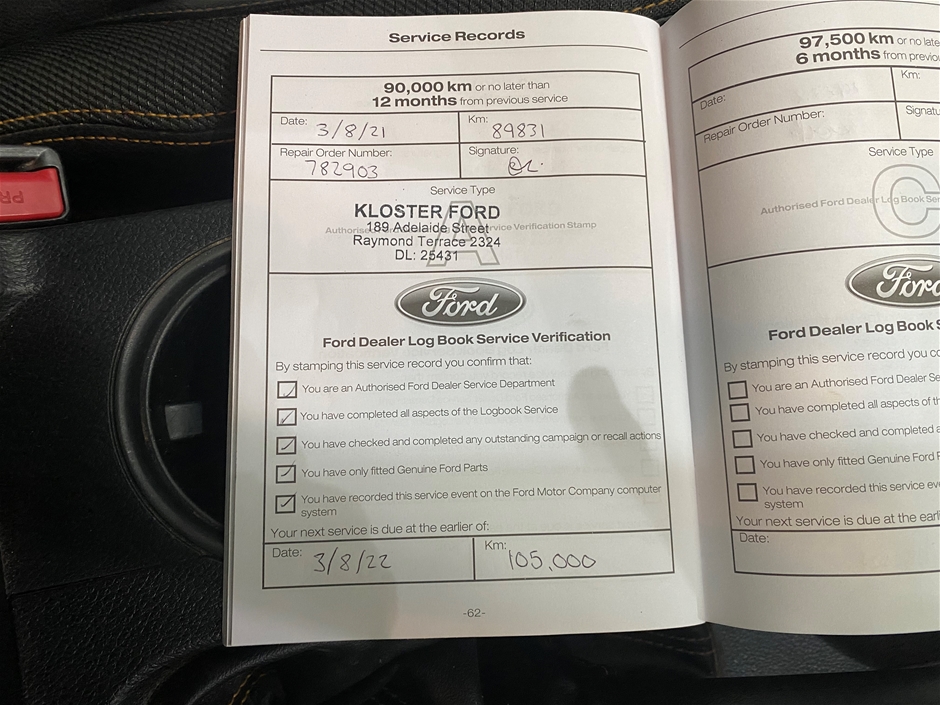 Service Records
90,000 km or no later than
12 months from previous service
Date: 3/8/21
Km: 89831
Repair Order Number: 782903
Signature:
Service Type
A
KLOSTER FORD
189 Adelaide Street
Raymond Terrace 2324
DL: 25431
Service Verification Stamp
Ford
Ford Dealer Log Book Service Verification
By stamping this service record you confirm that:
You are an Authorised Ford Dealer Service Department
You have completed all aspects of the Logbook Service
You have checked and completed any outstanding campaign or recall actions
You have only fitted Genuine Ford Parts
You have recorded this service event on the Ford Motor Company computer
system
Your next service is due at the earlier of:
Date: 3/8/22
Km: 105,000
-62-
97,500 km or no late
6 months from previo
Date:
Km:
Repair Order Number:
Signatu
Service Type
C
Authorised Ford Dealer Log Book Ser
Ford
Ford Dealer Log Book S
By stamping this service record you co
You are an Authorised Ford Dealer Se
You have completed all aspects of th
You have checked and completed a
You have only fitted Genuine Ford P
You have recorded this service ev
system
Your next service is due at the earli
Date: